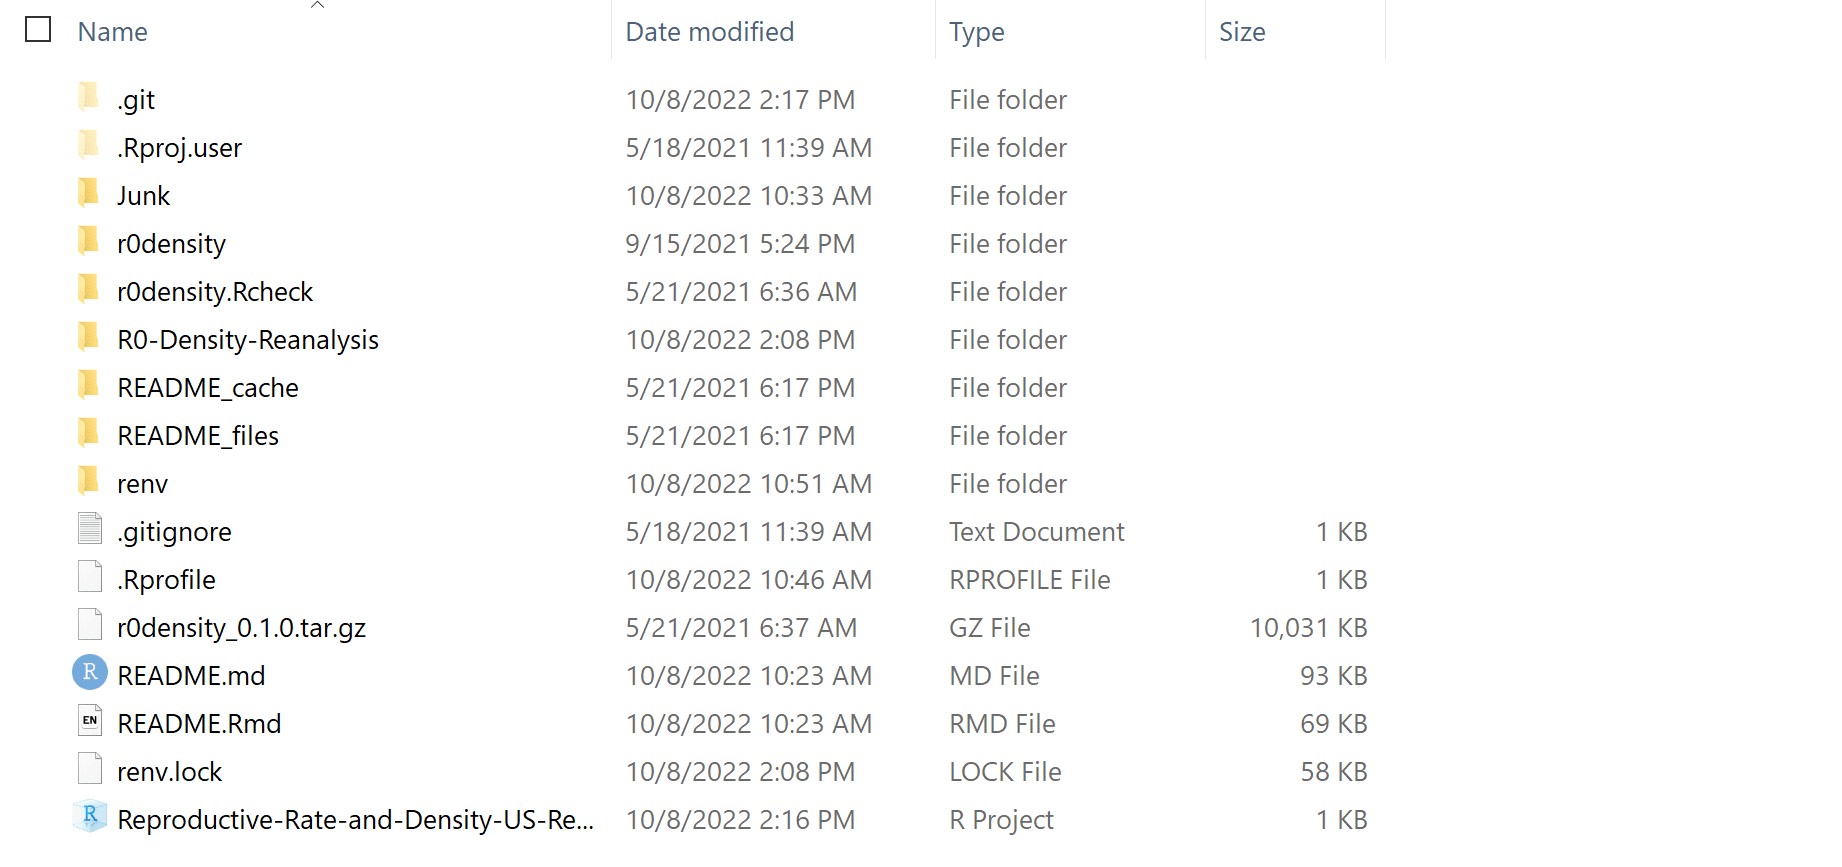 Name Date modified Type Size
.git 10/8/2022 2:17 PM File folder
.Rproj.user 5/18/2021 11:39 AM File folder
Junk 10/8/2022 10:33 AM File folder
r0density 9/15/2021 5:24 PM File folder
r0density.Rcheck 5/21/2021 6:36 AM File folder
R0-Density-Reanalysis 10/8/2022 2:08 PM File folder
README_cache 5/21/2021 6:17 PM File folder
README_files 5/21/2021 6:17 PM File folder
renv 10/8/2022 10:51 AM File folder
.gitignore 5/18/2021 11:39 AM Text Document 1 KB
.Rprofile 10/8/2022 10:46 AM RPROFILE File 1 KB
r0density_0.1.0.tar.gz 5/21/2021 6:37 AM GZ File 10,031 KB
R README.md 10/8/2022 10:23 AM MD File 93 KB
EN README.Rmd 10/8/2022 10:23 AM RMD File 69 KB
renv.lock 10/8/2022 2:08 PM LOCK File 58 KB
R Reproductive-Rate-and-Density-US-Re... 10/8/2022 2:16 PM R Project 1 KB